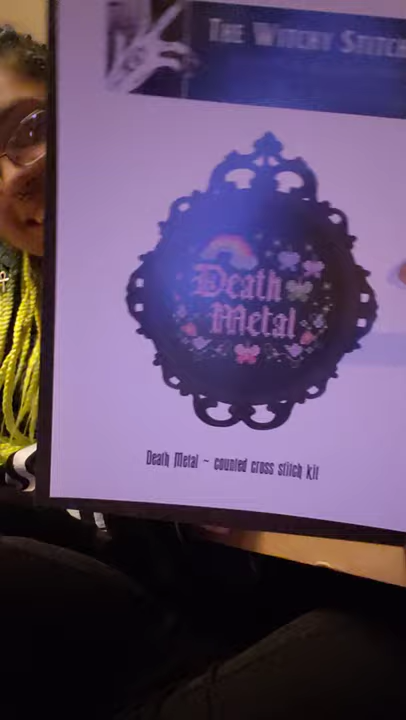 The Witchy Stitch
Death
Metal
Death Metal - counted cross stitch kit